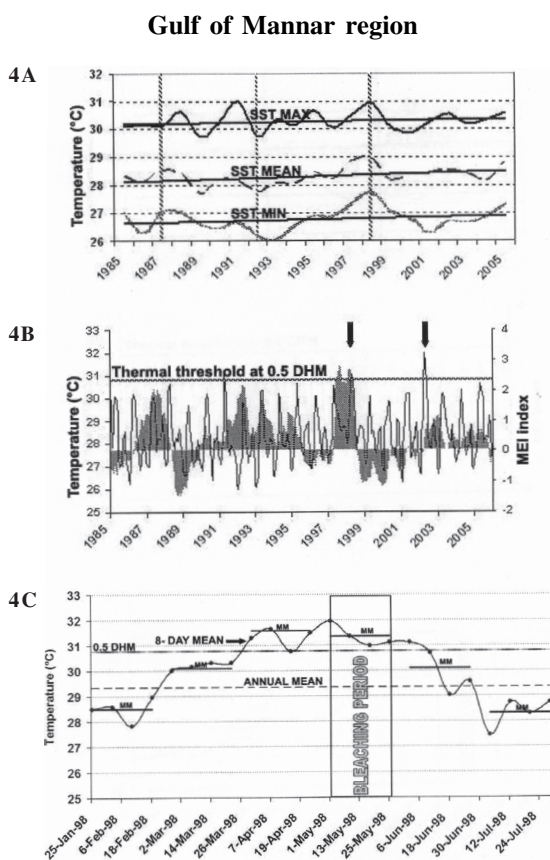 Gulf of Mannar region
4A
Temperature (°C)
32
31
30
29
28
27
26
SST MAX
SST MEAN
SST MIN
1985
1987
1989
1991
1993
1995
1997
1999
2001
2003
2005
4B
Temperature (°C)
33
32
31
30
29
28
27
26
25
Thermal threshold at 0.5 DHM
4
3
2
1
0
-1
-2
MEI Index
1985
1987
1989
1991
1993
1995
1997
1999
2001
2003
2005
4C
Temperature (°C)
33
32
31
30
29
28
27
26
25
0.5 DHM
8- DAY MEAN
ANNUAL MEAN
MM
MM
MM
MM
MM
MM
BLEACHING PERIOD
25-Jan-98
6-Feb-98
18-Feb-98
2-Mar-98
14-Mar-98
26-Mar-98
7-Apr-98
19-Apr-98
1-May-98
13-May-98
25-May-98
6-Jun-98
18-Jun-98
30-Jun-98
12-Jul-98
24-Jul-98